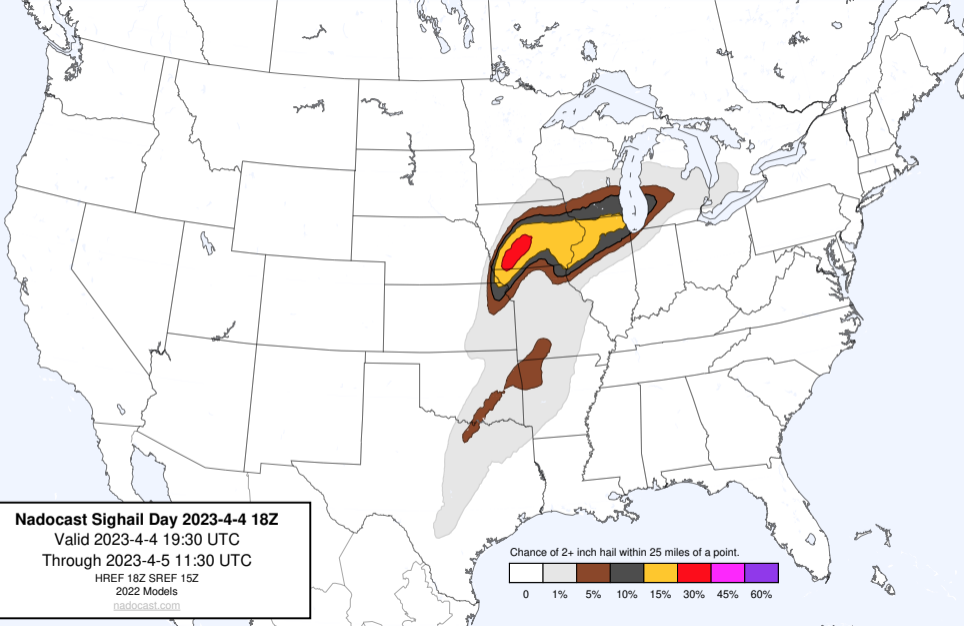 Nadocast Sighail Day 2023-4-4 18Z
Valid 2023-4-4 19:30 UTC
Through 2023-4-5 11:30 UTC
HREF 18Z SREF 15Z
2022 Models
nadocast.com
Chance of 2+ inch hail within 25 miles of a point.
0 1% 5% 10% 15% 30% 45% 60%